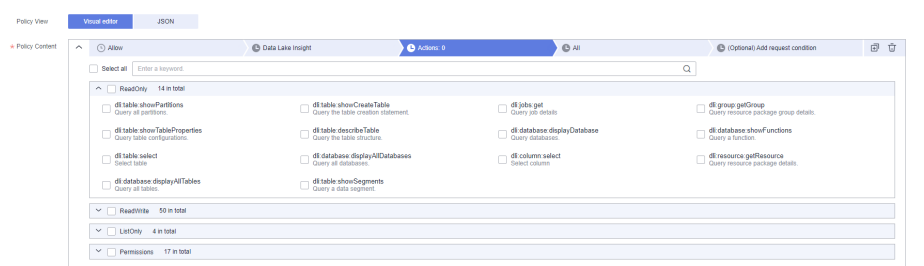 Policy View
Visual editor JSON
* Policy Content
Allow Data Lake Insight Actions: 0 All (Optional) Add request condition
Select all Enter a keyword.
ReadOnly 14 in total
dli:table:showPartitions dli:table:showCreateTable dli:jobs:get dli:group:getGroup
Query all partitions. Query the table creation statement. Query job details Query resource package group details.
dli:table:showTableProperties dli:table:describeTable dli:database:displayDatabase dli:database:showFunctions
Query table configurations. Query the table structure. Query databases. Query a function.
dli:table:select dli:database:displayAllDatabases dli:column:select dli:resource:getResource
Select table Query all databases. Select column Query resource package details.
dli:database:displayAllTables dli:table:showSegments
Query all tables. Query a data segment.
ReadWrite 50 in total
ListOnly 4 in total
Permissions 17 in total